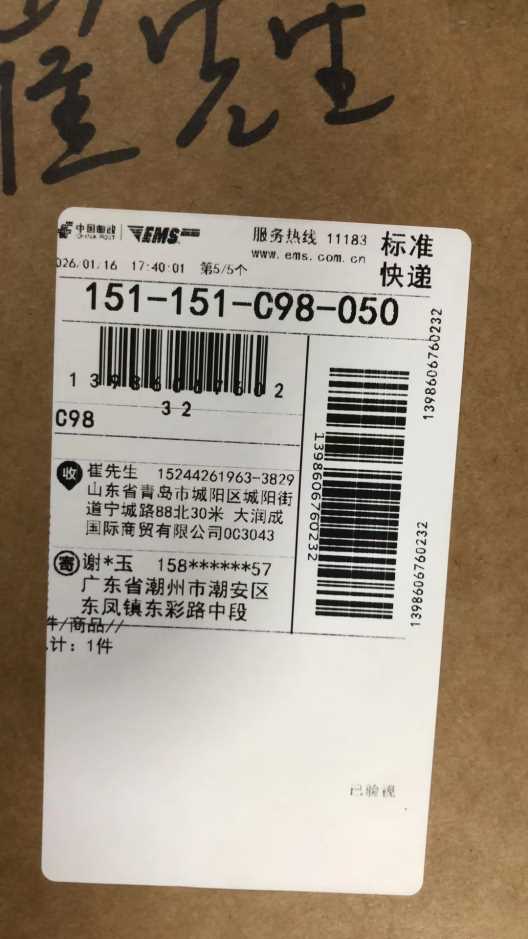 崔先生
中国邮政
CHINA POST
EMS
服务热线 11183
www.ems.com.cn
标准
快递
026.01.16 17:40:01 第5/5个
151-151-C98-050
1398606760232
C98
收 崔先生 15244261963-3829
山东省青岛市城阳区城阳街
道宁城路88北30米 大润成
国际商贸有限公司0C3043
寄 谢*玉 158******57
广东省潮州市潮安区
东凤镇东彩路中段
件/商品//
计：1件
1398606760232
1398606760232
1398606760232
已验视